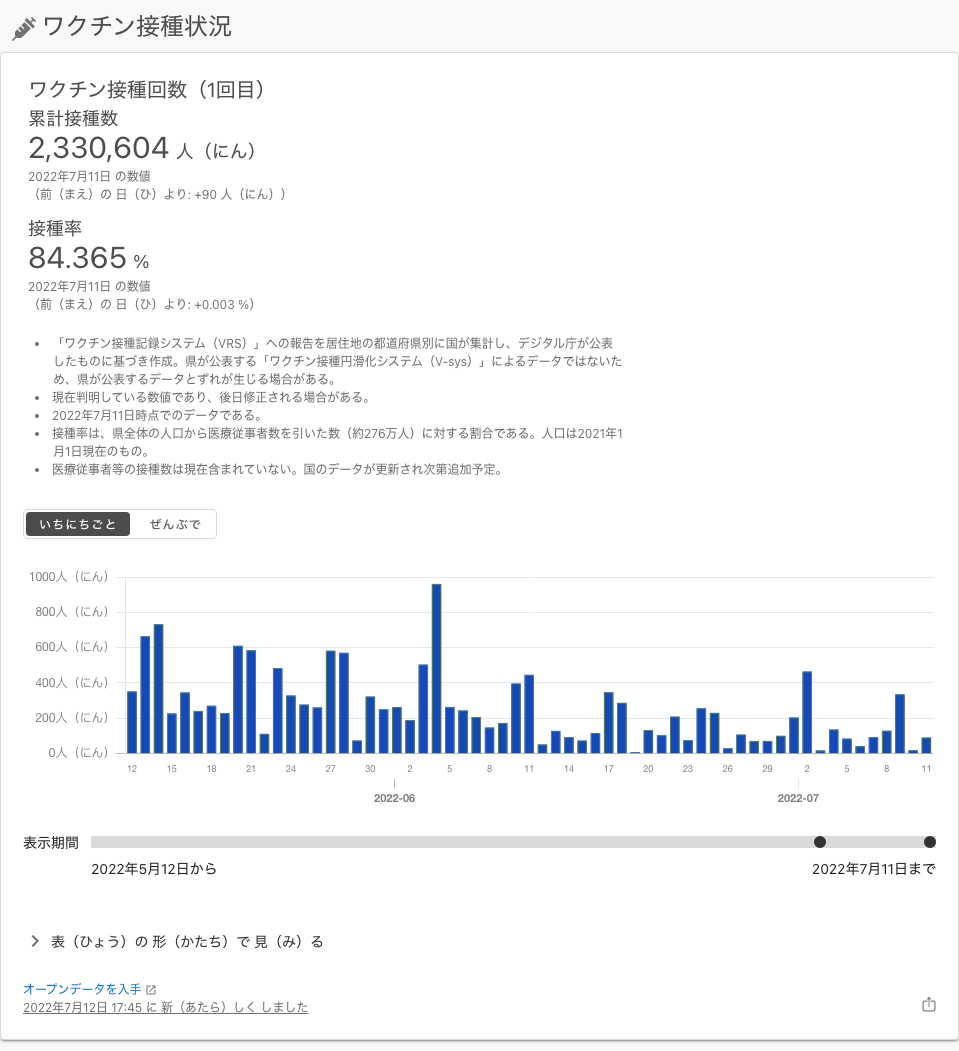 ワクチン接種状況
ワクチン接種回数（1回目）
累計接種数
2,330,604 人（にん）
2022年7月11日 の数値
（前（まえ）の 日（ひ）より: +90 人（にん））
接種率
84.365 %
2022年7月11日 の数値
（前（まえ）の 日（ひ）より: +0.003 %）
• 「ワクチン接種記録システム（VRS）」への報告を居住地の都道府県別に国が集計し、デジタル庁が公表
したものに基づき作成。県が公表する「ワクチン接種円滑化システム（V-sys）」によるデータではないた
め、県が公表するデータとずれが生じる場合がある。
• 現在判明している数値であり、後日修正される場合がある。
• 2022年7月11日時点でのデータである。
• 接種率は、県全体の人口から医療従事者数を引いた数（約276万人）に対する割合である。人口は2021年1
月1日現在のもの。
• 医療従事者等の接種数は現在含まれていない。国のデータが更新され次第追加予定。
いちにちごと ぜんぶで
1000人（にん）
800人（にん）
600人（にん）
400人（にん）
200人（にん）
0人（にん）
12 15 18 21 24 27 30 2 5 8 11 14 17 20 23 26 29 2 5 8 11
2022-06 2022-07
表示期間
2022年5月12日から 2022年7月11日まで
表（ひょう）の 形（かたち）で 見（み）る
オープンデータを入手
2022年7月12日 17:45 に 新（あたら）しく しました